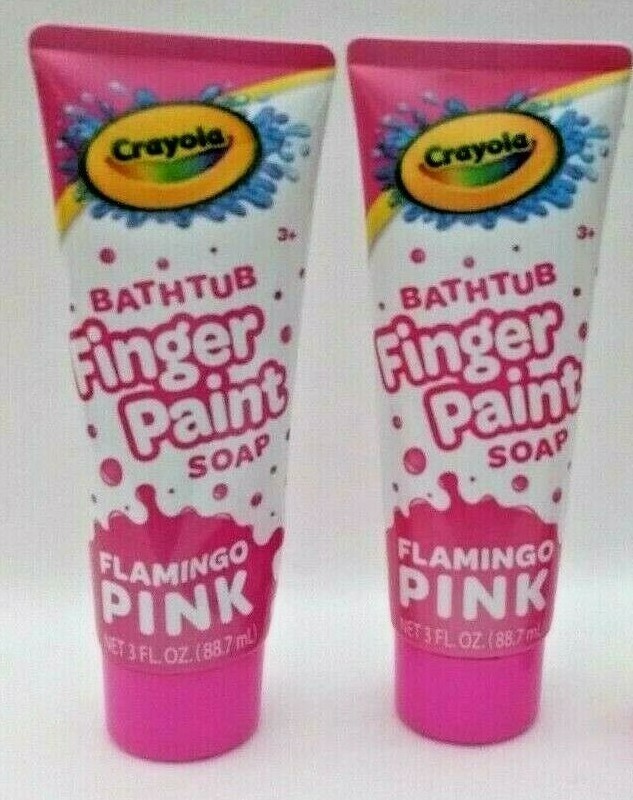 Crayola
3+
BATHTUB
Finger
Paint
SOAP
FLAMINGO
PINK
NET 3 FL. OZ. (88.7 mL)
Crayola
3+
BATHTUB
Finger
Paint
SOAP
FLAMINGO
PINK
NET 3 FL. OZ. (88.7 mL